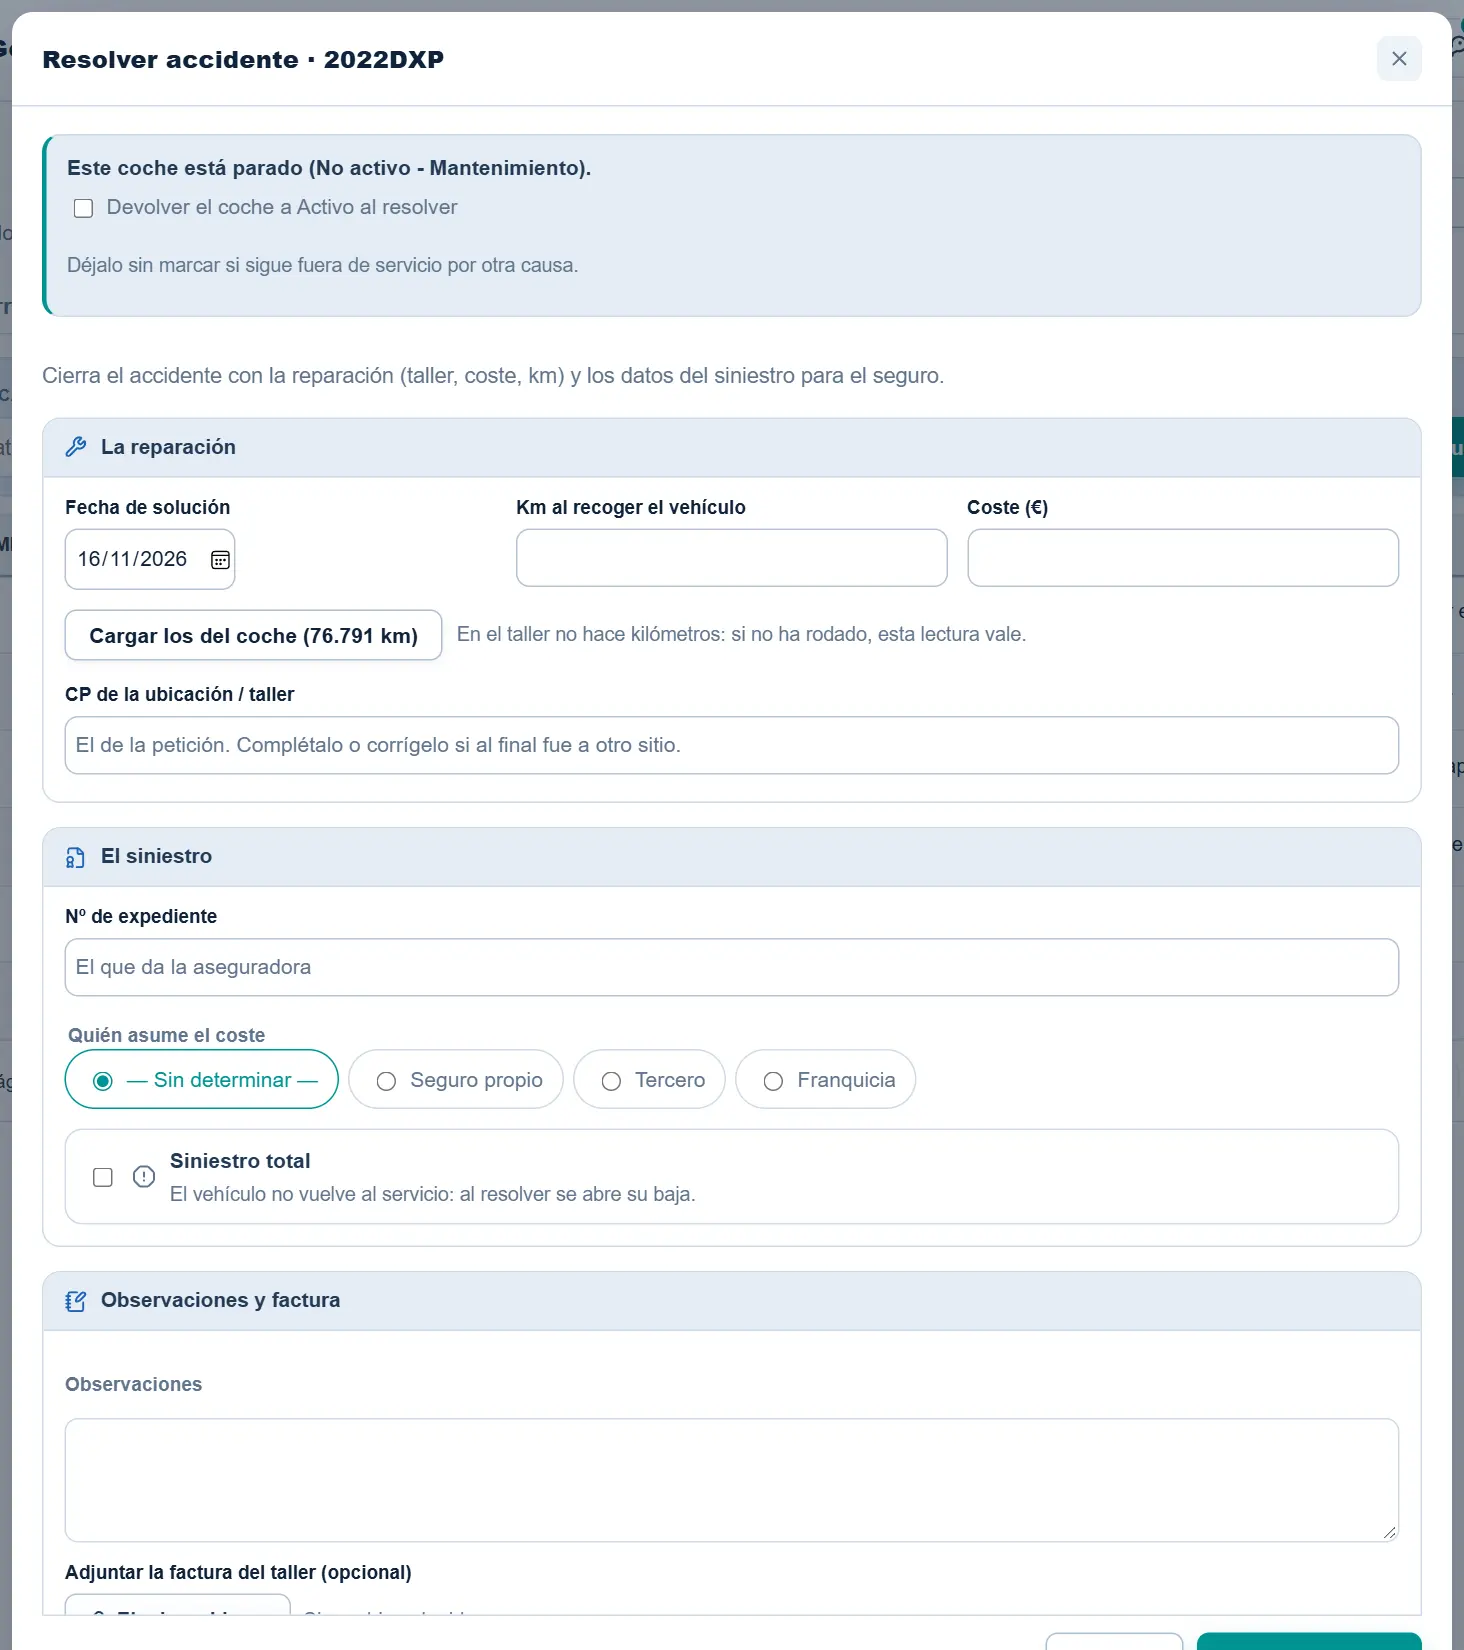 Resolver accidente · 2022DXP
Este coche está parado (No activo - Mantenimiento).
Devolver el coche a Activo al resolver
Déjalo sin marcar si sigue fuera de servicio por otra causa.
Cierra el accidente con la reparación (taller, coste, km) y los datos del siniestro para el seguro.
La reparación
Fecha de solución
Km al recoger el vehículo
Coste (€)
16/11/2026
Cargar los del coche (76.791 km)
En el taller no hace kilómetros: si no ha rodado, esta lectura vale.
CP de la ubicación / taller
El de la petición. Complétalo o corrígelo si al final fue a otro sitio.
El siniestro
Nº de expediente
El que da la aseguradora
Quién asume el coste
— Sin determinar —
Seguro propio
Tercero
Franquicia
Siniestro total
El vehículo no vuelve al servicio: al resolver se abre su baja.
Observaciones y factura
Observaciones
Adjuntar la factura del taller (opcional)